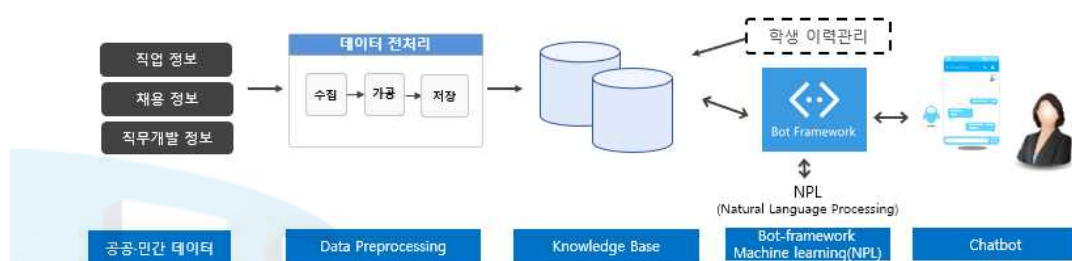 직업 정보
채용 정보
직무개발 정보
데이터 전처리
수집
가공
저장
학생 이력관리
Bot Framework
NPL
(Natural Language Processing)
공공·민간 데이터
Data Preprocessing
Knowledge Base
Bot-framework
Machine learning(NPL)
Chatbot